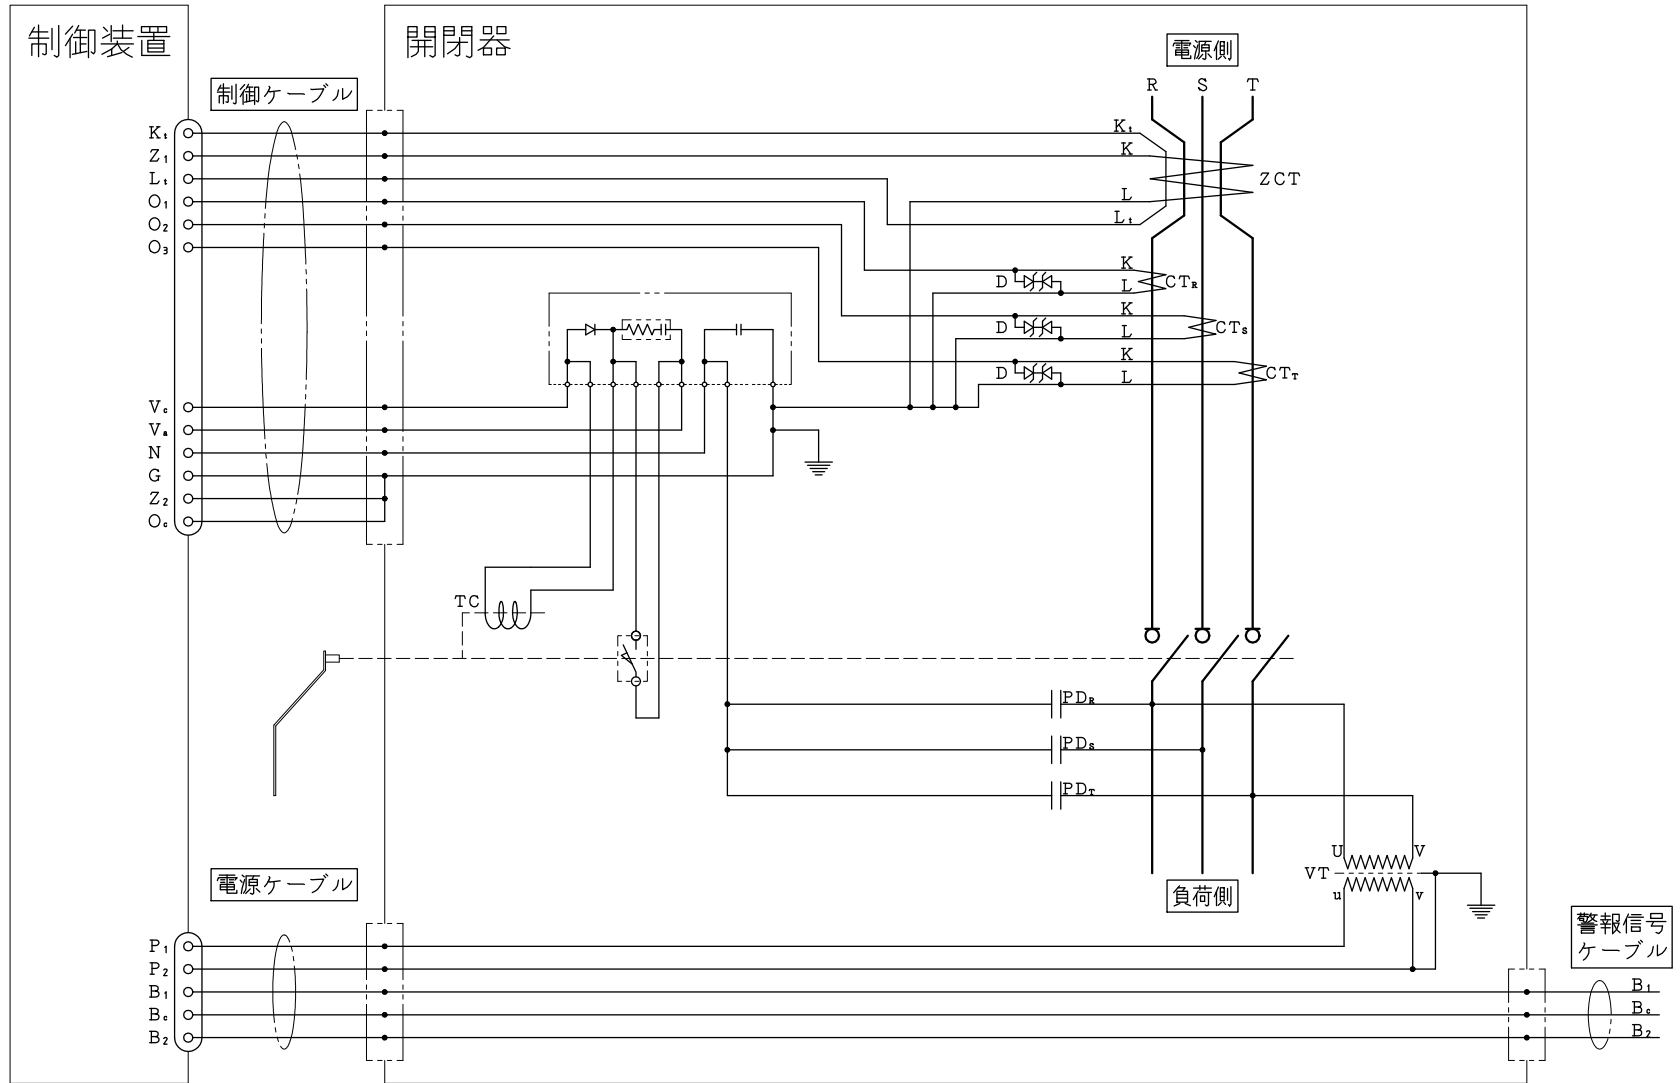 制御装置
開閉器
電源側
制御ケーブル
R S T
Kt
Z1
Lt
O1
O2
O3
Kt
K
L
Lt
ZCT
K
D
L
CTR
K
D
L
CTS
K
D
L
CTT
Vc
Va
N
G
Z2
Oc
TC
PDR
PDS
PDT
U V
VT
u v
電源ケーブル
負荷側
警報信号
ケーブル
P1
P2
B1
Bc
B2
B1
Bc
B2